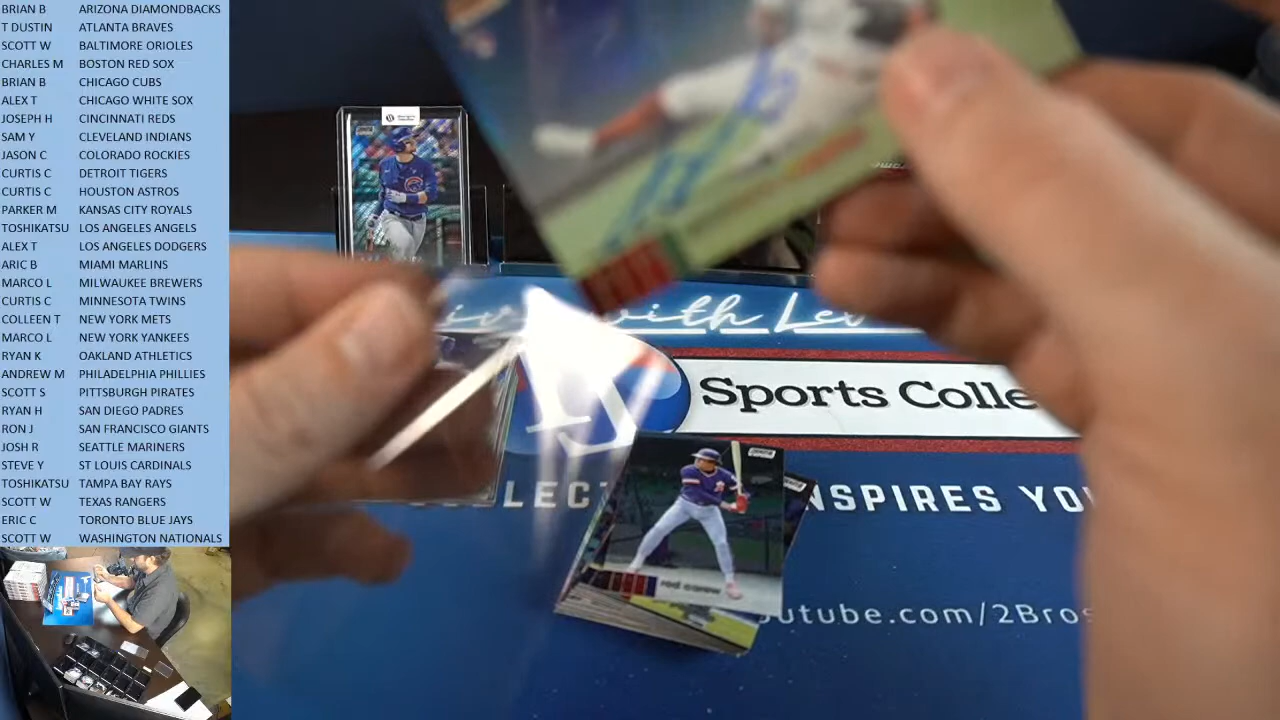 BRIAN B ARIZONA DIAMONDBACKS
T DUSTIN ATLANTA BRAVES
SCOTT W BALTIMORE ORIOLES
CHARLES M BOSTON RED SOX
BRIAN B CHICAGO CUBS
ALEX T CHICAGO WHITE SOX
JOSEPH H CINCINNATI REDS
SAM Y CLEVELAND INDIANS
JASON C COLORADO ROCKIES
CURTIS C DETROIT TIGERS
CURTIS C HOUSTON ASTROS
PARKER M KANSAS CITY ROYALS
TOSHIKATSU LOS ANGELES ANGELS
ALEX T LOS ANGELES DODGERS
ARIC B MIAMI MARLINS
MARCO L MILWAUKEE BREWERS
CURTIS C MINNESOTA TWINS
COLLEEN T NEW YORK METS
MARCO L NEW YORK YANKEES
RYAN K OAKLAND ATHLETICS
ANDREW M PHILADELPHIA PHILLIES
SCOTT S PITTSBURGH PIRATES
RYAN H SAN DIEGO PADRES
RON J SAN FRANCISCO GIANTS
JOSH R SEATTLE MARINERS
STEVE Y ST LOUIS CARDINALS
TOSHIKATSU TAMPA BAY RAYS
SCOTT W TEXAS RANGERS
ERIC C TORONTO BLUE JAYS
SCOTT W WASHINGTON NATIONALS
with Lev
Sports Colle
LEC NSPIRES YO
rod carew
utube.com/2Bros